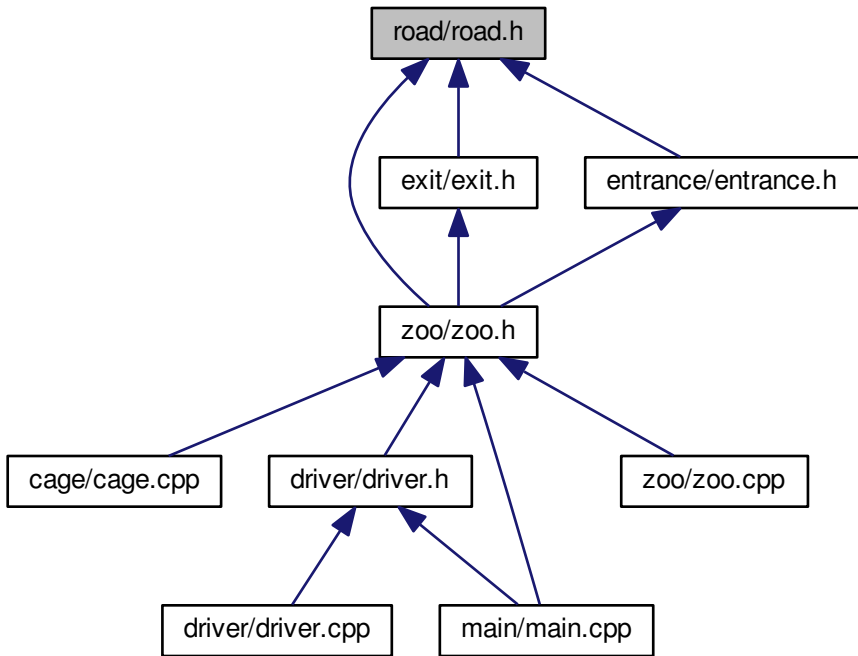 road/road.h
exit/exit.h
entrance/entrance.h
zoo/zoo.h
cage/cage.cpp
driver/driver.h
zoo/zoo.cpp
driver/driver.cpp
main/main.cpp